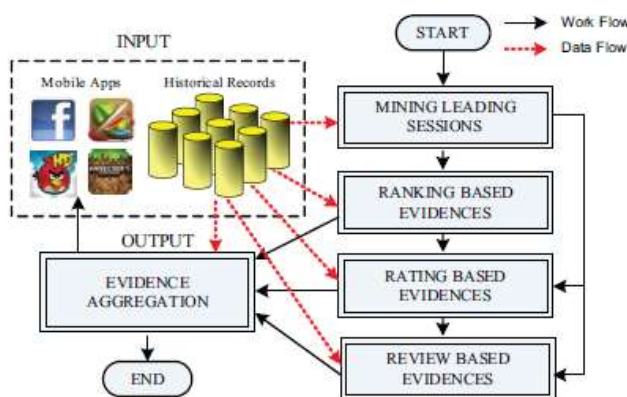 START
Work Flow
Data Flow
INPUT
Mobile Apps
Historical Records
MINING LEADING
SESSIONS
RANKING BASED
EVIDENCES
OUTPUT
EVIDENCE
AGGREGATION
RATING BASED
EVIDENCES
REVIEW BASED
EVIDENCES
END